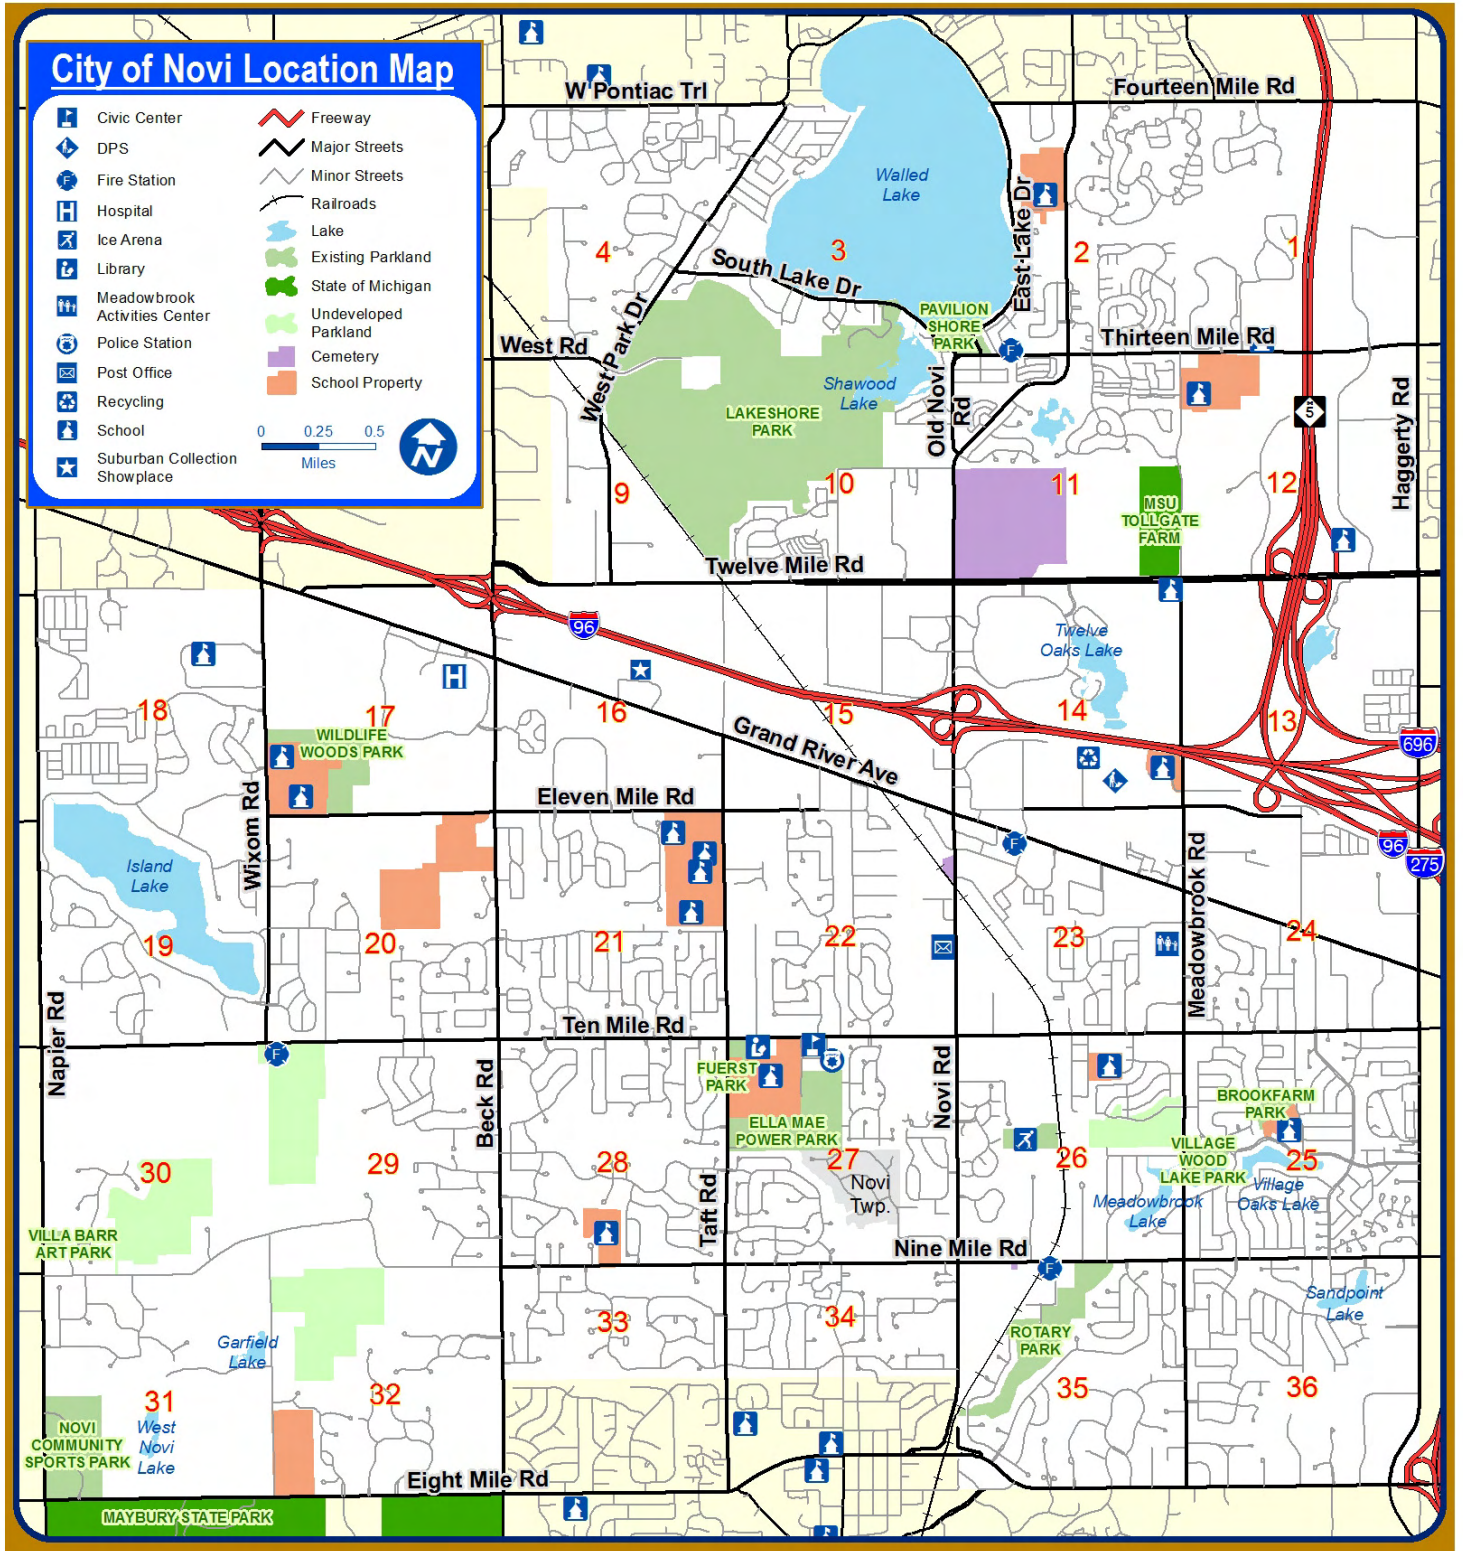 City of Novi Location Map
Civic Center
DPS
Fire Station
Hospital
Ice Arena
Library
Meadowbrook
Activities Center
Police Station
Post Office
Recycling
School
Suburban Collection
Showplace
Freeway
Major Streets
Minor Streets
Railroads
Lake
Existing Parkland
State of Michigan
Undeveloped
Parkland
Cemetery
School Property
0 0.25 0.5
Miles
N
W Pontiac Trl
Fourteen Mile Rd
Walled
Lake
East Lake Dr
4
3
2
1
South Lake Dr
PAVILION
SHORE
PARK
West Park Dr
West Rd
Thirteen Mile Rd
F
Shawood
Lake
Old Novi
Rd
LAKESHORE
PARK
M
5
Haggerty Rd
9
10
11
12
MSU
TOLLGATE
FARM
Twelve Mile Rd
96
Twelve
Oaks Lake
H
18
17
16
15
14
13
WILDLIFE
WOODS PARK
Grand River Ave
696
Wixom Rd
Eleven Mile Rd
F
96
275
Meadowbrook Rd
Island
Lake
19
20
21
22
23
24
Napier Rd
Ten Mile Rd
F
Beck Rd
FUERST
PARK
Novi Rd
ELLA MAE
POWER PARK
BROOKFARM
PARK
VILLAGE
WOOD
LAKE PARK
30
29
28
27
26
25
Novi
Twp.
Taft Rd
Meadowbrook
Lake
Village
Oaks Lake
VILLA BARR
ART PARK
Nine Mile Rd
F
Sandpoint
Lake
33
34
Garfield
Lake
ROTARY
PARK
31
32
35
36
NOVI
COMMUNITY
SPORTS PARK
West
Novi
Lake
Eight Mile Rd
MAYBURY STATE PARK